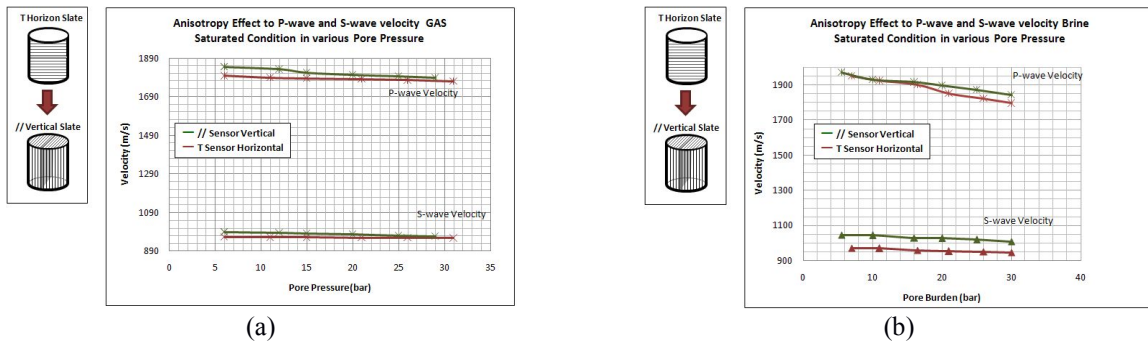 T Horizon Slate
// Vertical Slate
Anisotropy Effect to P-wave and S-wave velocity GAS
Saturated Condition in various Pore Pressure
1890
1690
1490
1290
1090
890
Velocity (m/s)
P-wave Velocity
// Sensor Vertical
T Sensor Horizontal
S-wave Velocity
0 5 10 15 20 25 30 35
Pore Pressure(bar)
(a)
T Horizon Slate
// Vertical Slate
Anisotropy Effect to P-wave and S-wave velocity Brine
Saturated Condition in various Pore Pressure
1900
1700
1500
1300
1100
900
Velocity (m/s)
P-wave Velocity
// Sensor Vertical
T Sensor Horizontal
S-wave Velocity
0 10 20 30 40
Pore Burden (bar)
(b)